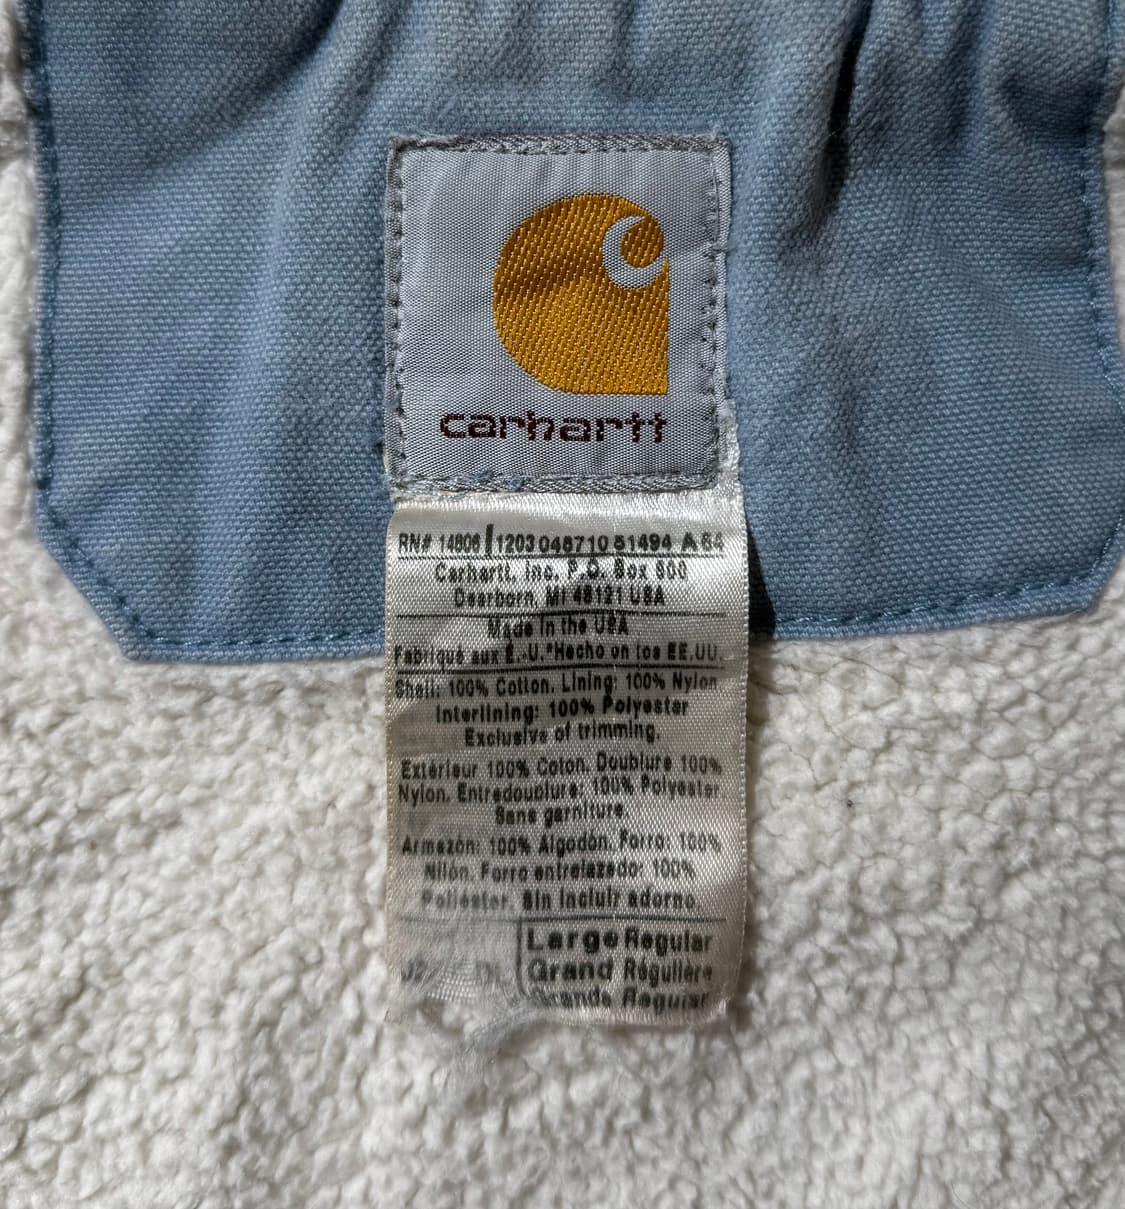 carhartt
RN# 14806 12030487105 1494 A 64
Carhartt, Inc. P.O. Box 600
Dearborn, MI 48121 USA
Made in the USA
Fabriqué aux É.-U. "Hecho en los EE.UU.
Shell: 100% Cotton. Lining: 100% Nylon
Interlining: 100% Polyester
Exclusive of trimming.
Extérieur 100% Coton. Doublure 100%
Nylon. Entredoublure: 100% Polyester
Sans garniture.
Armazón: 100% Algodón. Forro: 100%
Nilón. Forro entrelazado: 100%
Poliester. Sin incluir adorno.
Large Regular
Grand Régulière
Grande Regular